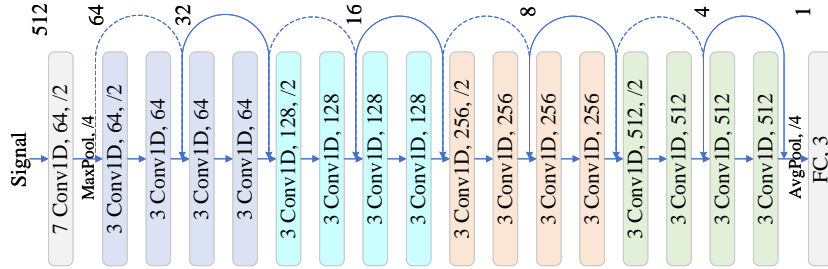 512
64
32
16
8
4
1
Signal
7 Conv1D, 64, /2
MaxPool, /4
3 Conv1D, 64, /2
3 Conv1D, 64
3 Conv1D, 64
3 Conv1D, 64
3 Conv1D, 128, /2
3 Conv1D, 128
3 Conv1D, 128
3 Conv1D, 128
3 Conv1D, 256, /2
3 Conv1D, 256
3 Conv1D, 256
3 Conv1D, 256
3 Conv1D, 512, /2
3 Conv1D, 512
3 Conv1D, 512
3 Conv1D, 512
AvgPool, /4
FC, 3